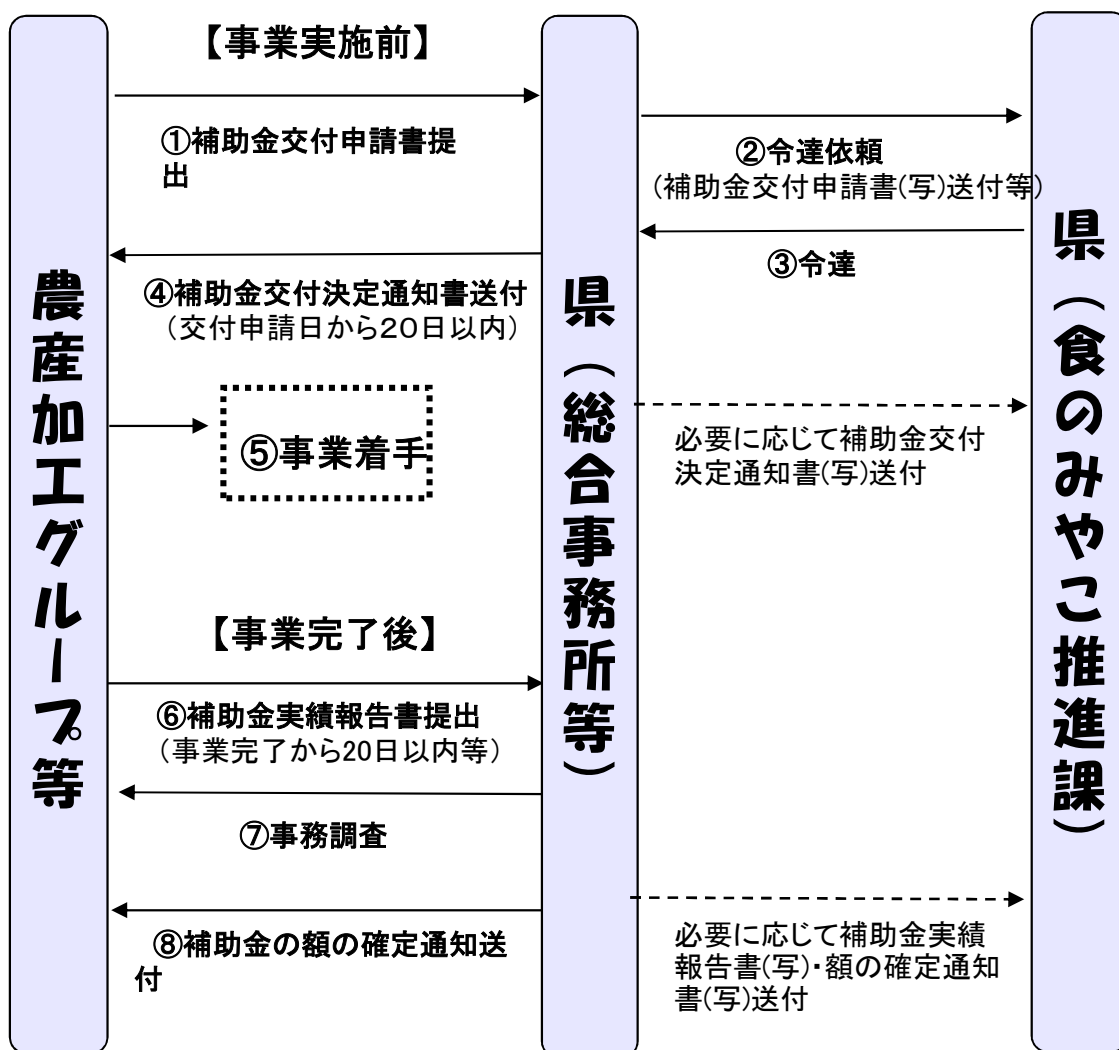 農産加工グループ等
県（総合事務所等）
県（食のみやこ推進課）
【事業実施前】
①補助金交付申請書提
出
②令達依頼
(補助金交付申請書(写)送付等)
③令達
④補助金交付決定通知書送付
（交付申請日から２０日以内）
⑤事業着手
必要に応じて補助金交付
決定通知書(写)送付
【事業完了後】
⑥補助金実績報告書提出
（事業完了から20日以内等）
⑦事務調査
⑧補助金の額の確定通知送
付
必要に応じて補助金実績
報告書(写)・額の確定通知
書(写)送付